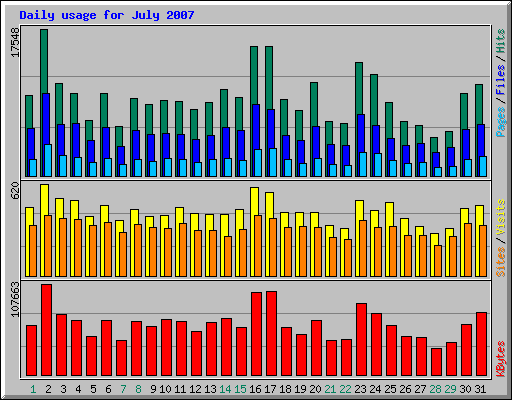 Daily usage for July 2007
17548
Pages / Files / Hits
620
Sites / Visits
107663
KBytes
1 2 3 4 5 6 7 8 9 10 11 12 13 14 15 16 17 18 19 20 21 22 23 24 25 26 27 28 29 30 31